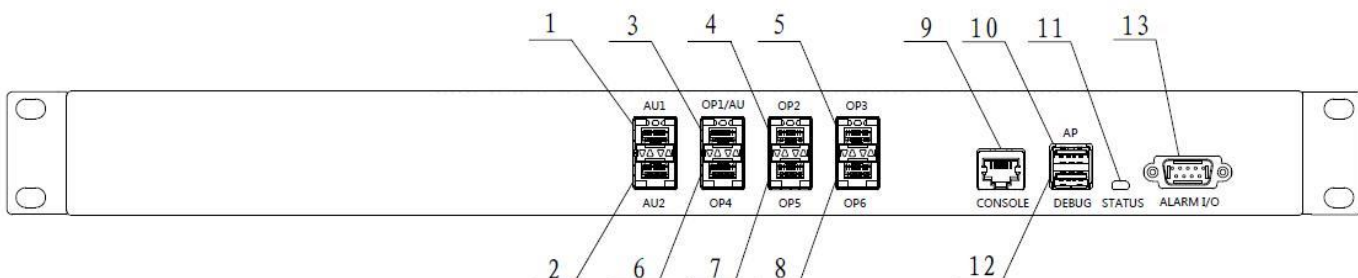 1 3 4 5 9 10 11 13
AU1 OP1/AU OP2 OP3 AP
AU2 OP4 OP5 OP6 CONSOLE DEBUG STATUS ALARM I/O
2 6 7 8 12